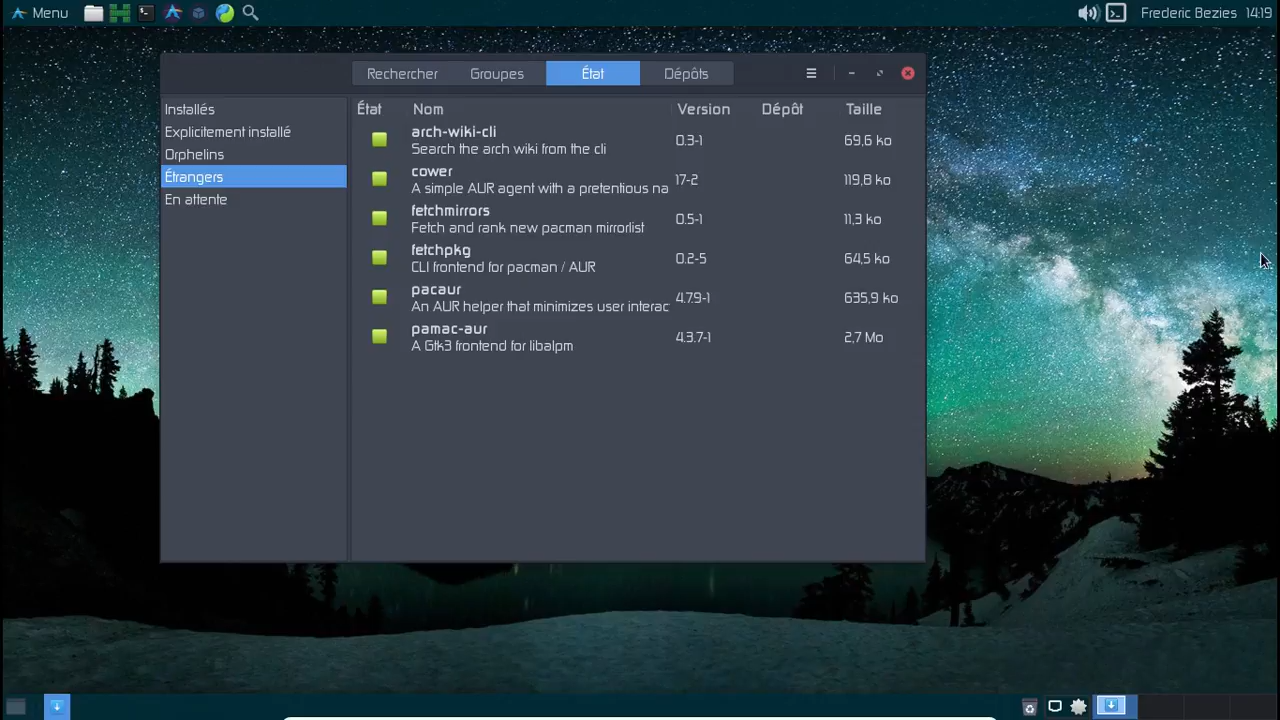 Menu
Frederic Bezies 14:19
Rechercher Groupes État Dépôts
Installés
Explicitement installé
Orphelins
Étrangers
En attente
État Nom Version Dépôt Taille
arch-wiki-cli
Search the arch wiki from the cli
0.3-1 69,6 ko
cower
A simple AUR agent with a pretentious na
17-2 119,8 ko
fetchmirrors
Fetch and rank new pacman mirrorlist
0.5-1 11,3 ko
fetchpkg
CLI frontend for pacman / AUR
0.2-5 64,5 ko
pacaur
An AUR helper that minimizes user interac
4.7.9-1 635,9 ko
pamac-aur
A Gtk3 frontend for libalpm
4.3.7-1 2,7 Mo